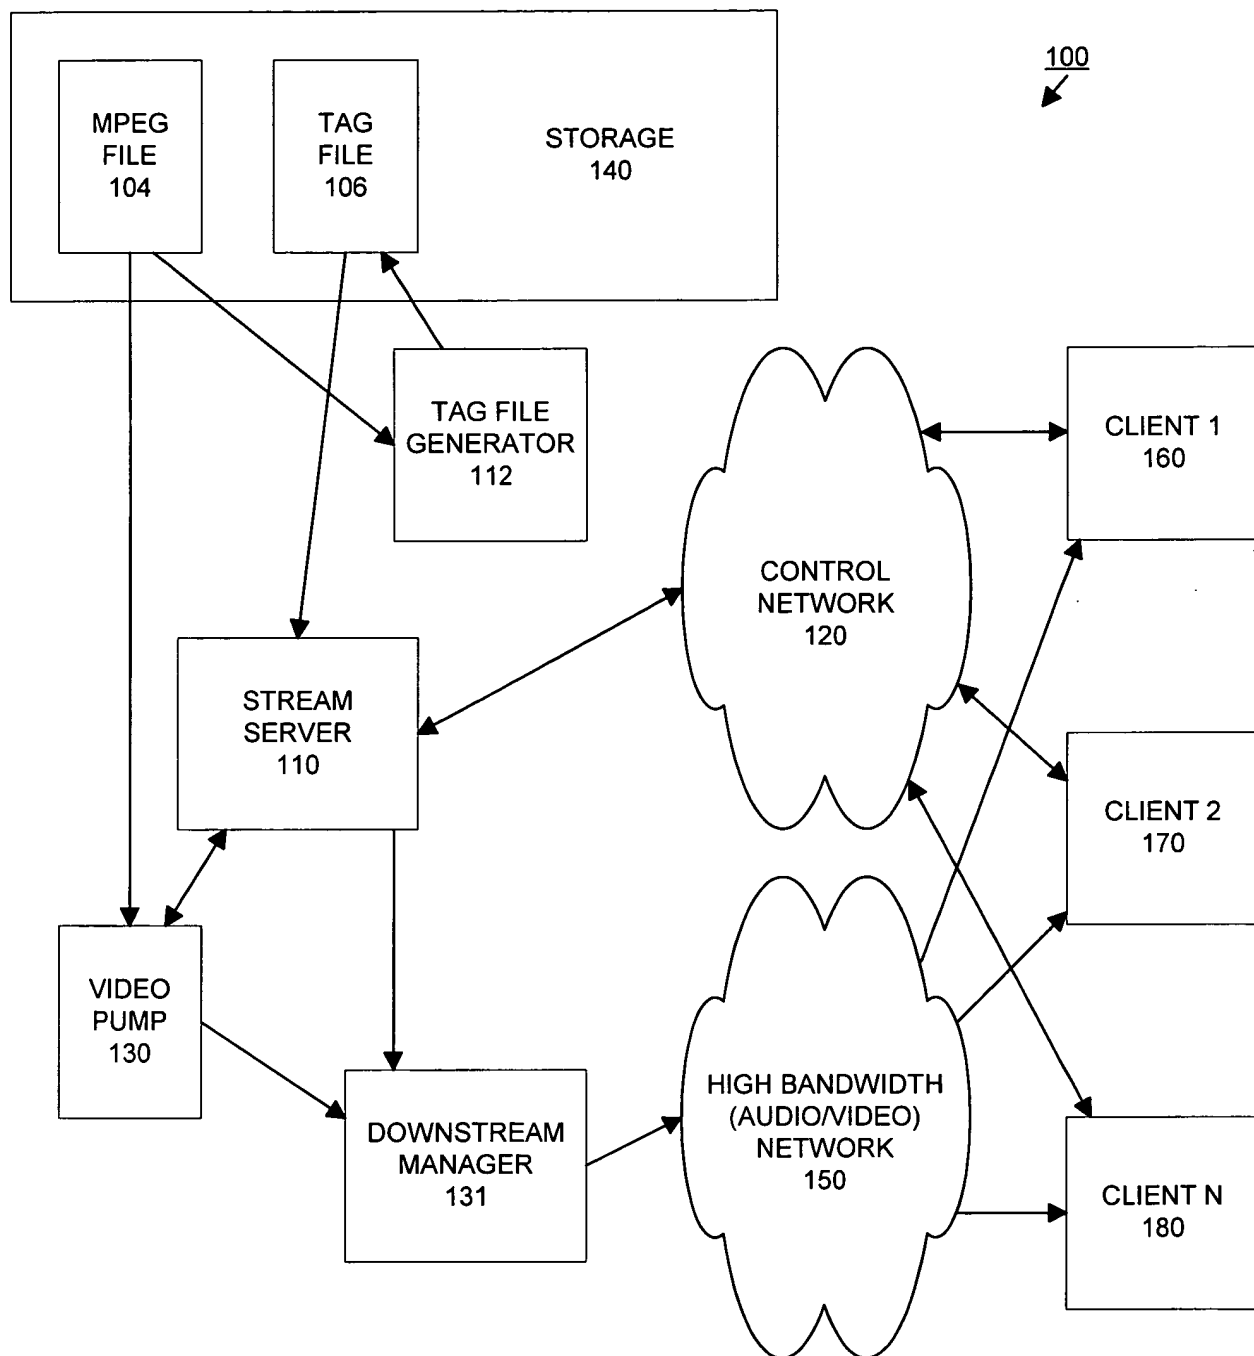 100
MPEG
FILE
104
TAG
FILE
106
STORAGE
140
TAG FILE
GENERATOR
112
CLIENT 1
160
CONTROL
NETWORK
120
STREAM
SERVER
110
CLIENT 2
170
VIDEO
PUMP
130
HIGH BANDWIDTH
(AUDIO/VIDEO)
NETWORK
150
DOWNSTREAM
MANAGER
131
CLIENT N
180